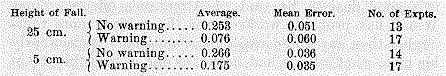 Height of Fall. Average. Mean Error. No. of Expts.
25 cm. { No warning..... 0.253 0.051 13
Warning........ 0.076 0.060 17
5 cm. { No warning..... 0.266 0.036 14
Warning........ 0.175 0.035 17